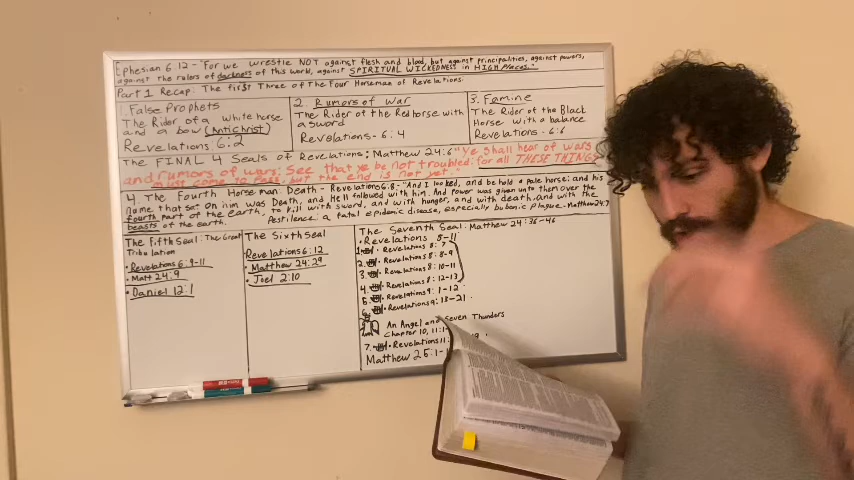 Ephesian 6:12 - "For we wrestle NOT against flesh and blood, but against principalities, against powers,
against the rulers of darkness of this world, against SPIRITUAL WICKEDNESS in HIGH Places."
Part 1 Recap: The first Three of The Four Horseman of Revelations.
1. False Prophets
The Rider of a white horse
and a bow (Antichrist)
Revelations: 6:2
2. Rumors of War
The Rider of the Red horse with
a sword
Revelations - 6:4
3. Famine
The Rider of the Black
Horse with a balance
Revelations - 6:6
The FINAL 4 Seals of Revelations: Matthew 24:6 "Ye shall hear of wars
and rumors of wars: See that ye be not troubled: for all THESE THINGS
must come to pass, but the end is not yet."
4. The Fourth Horseman: Death - Revelations 6:8 - "And I looked, and behold a pale horse: and his
name that sat on him was Death, and Hell followed with him. And Power was given unto them over the
fourth part of the earth, to kill with sword, and with hunger, and with death, and with the
beasts of the earth.
Pestilence: a fatal epidemic disease, especially bubonic plague. - Matthew 24:7
The Fifth Seal: The Great
Tribulation
• Revelations 6:9-11
• Matt 24:9
• Daniel 12:1
The Sixth Seal
Revelations 6:12
• Matthew 24:29
• Joel 2:10
The Seventh Seal: Matthew 24:36-46
• Revelations 8-11
1. Revelations 8:7
2. Revelations 8:8-9
3. Revelations 8:10-11
4. Revelations 8:12-13
5. Revelations 9:1-12
6. Revelations 9:13-21
An Angel and Seven Thunders
Chapter 10, 11:1-
7. Revelations 11:
Matthew 25:1-1